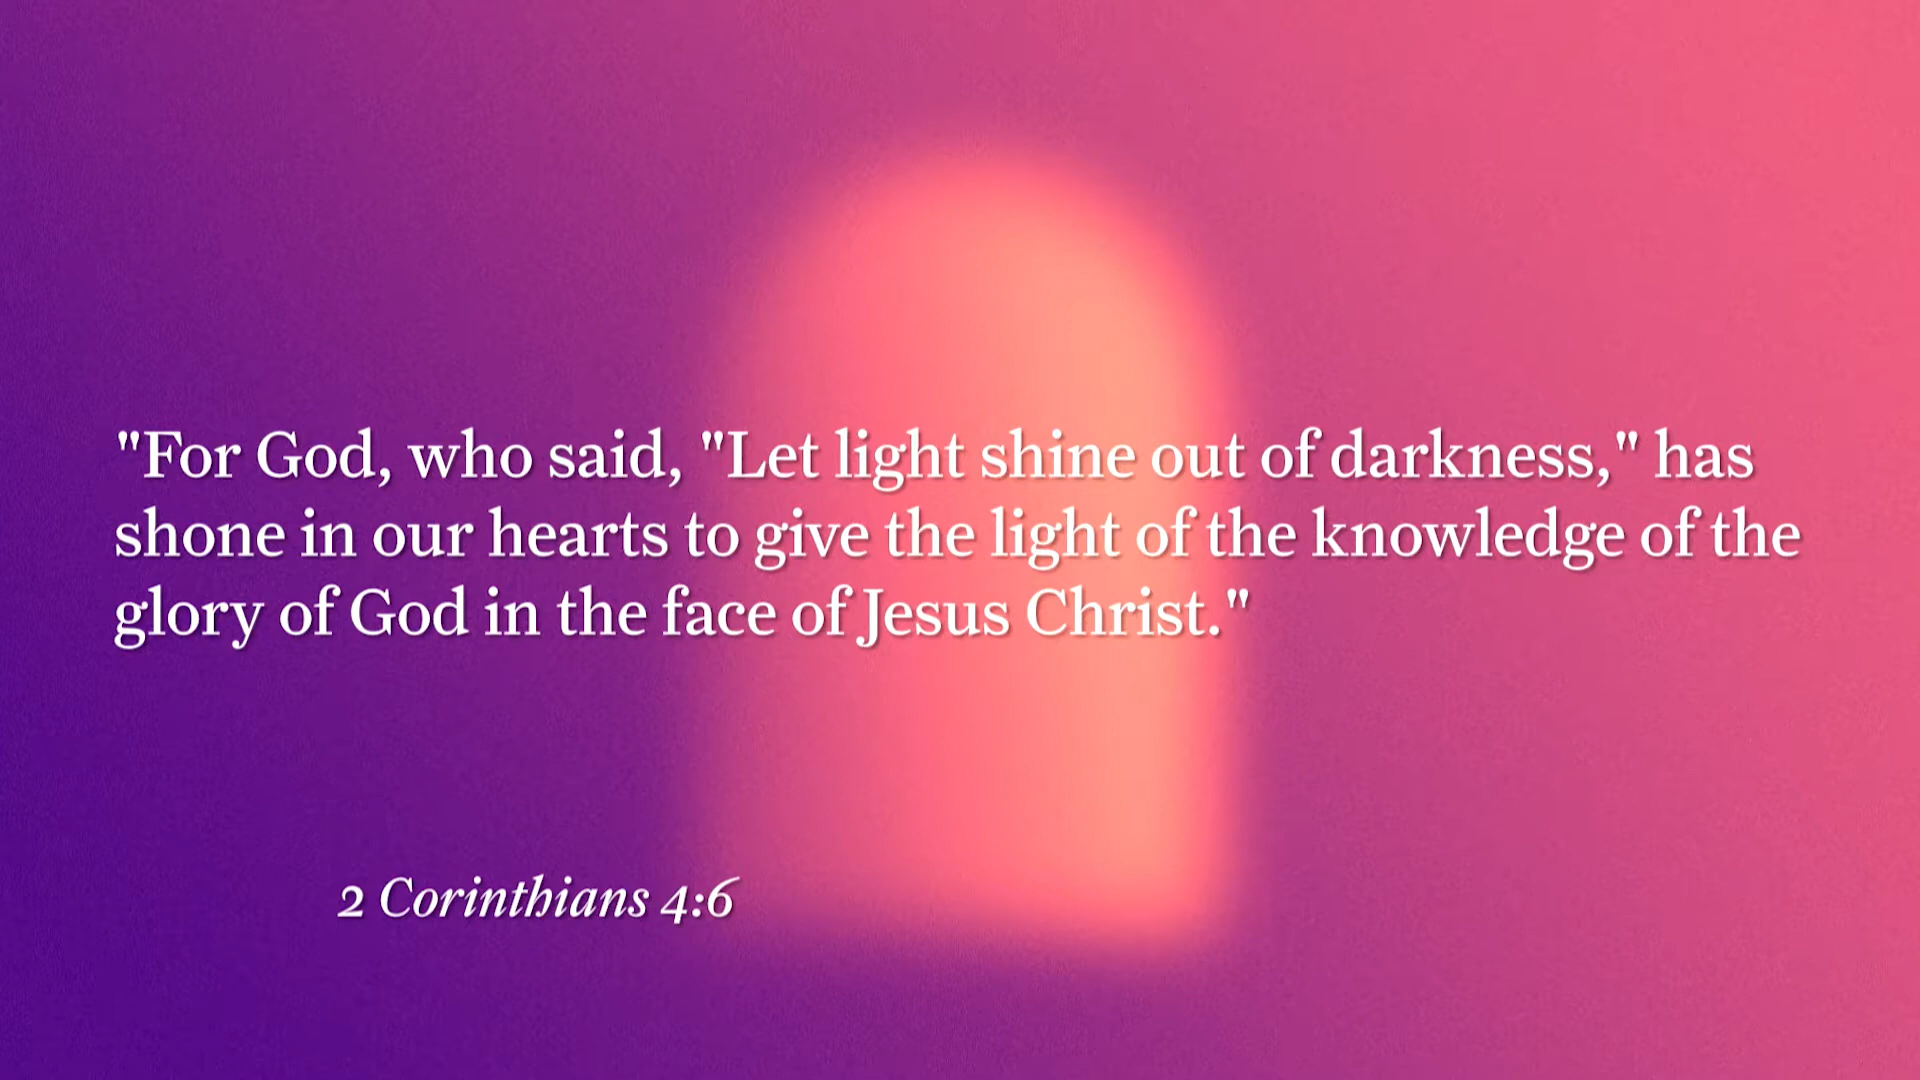 "For God, who said, "Let light shine out of darkness," has
shone in our hearts to give the light of the knowledge of the
glory of God in the face of Jesus Christ."
2 Corinthians 4:6